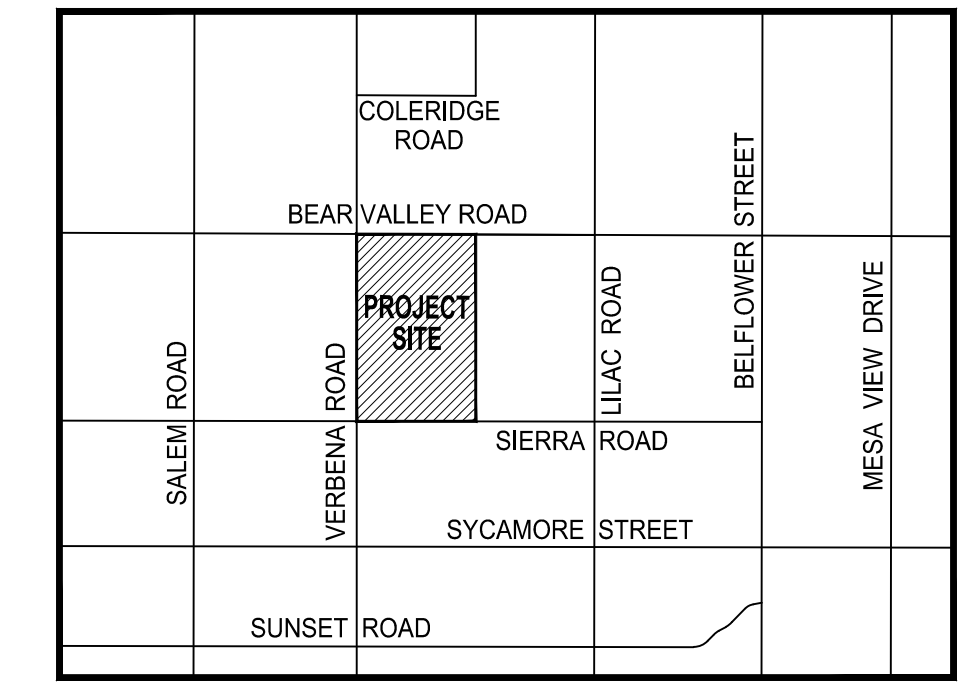 COLERIDGE
ROAD
BEAR VALLEY ROAD
PROJECT
SITE
SALEM ROAD
VERBENA ROAD
LILAC ROAD
BELFLOWER STREET
MESA VIEW DRIVE
SIERRA ROAD
SYCAMORE STREET
SUNSET ROAD